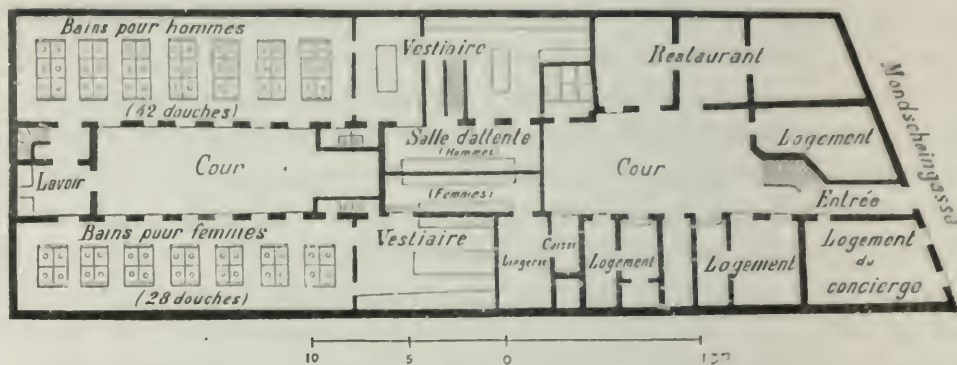 Bains pour hommes
(42 douches)
Vestinire
Restaurant
Mondscheingasse
Salle d'attente
(Hommes)
(Femmes)
Lavoir
Cour
Cour
Logement
Entrée
Bains pour femmes
(28 douches)
Vestiaire
Lingerie
Caisse
Logement
Logement
Logement
du
concierge
10 5 0